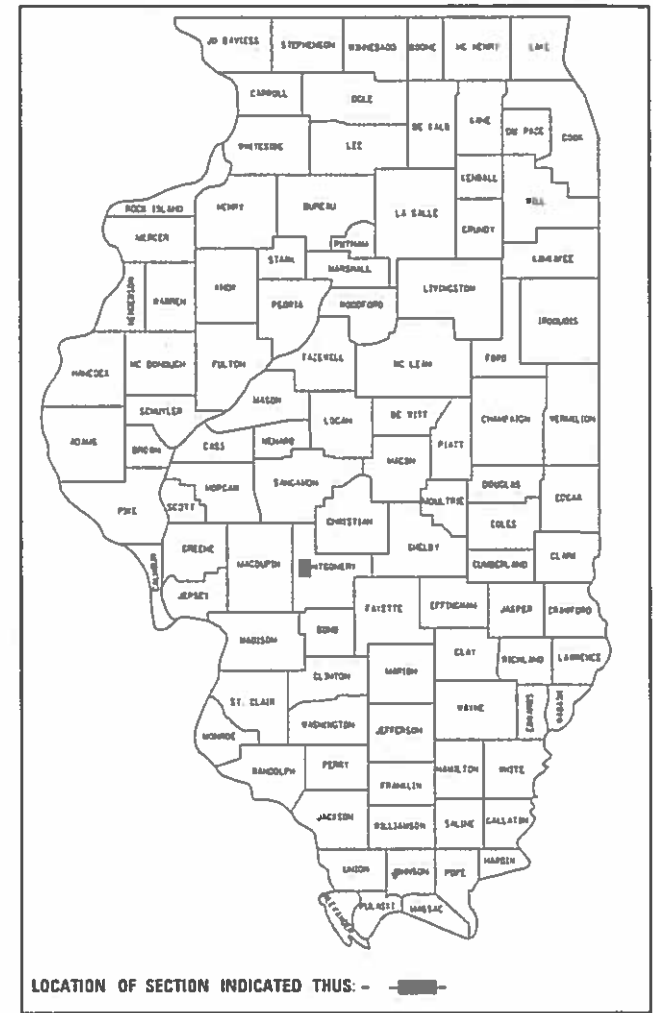 JO DAVIESS STEPHENSON WINNEBAGO BOONE MC HENRY LAKE
CARROLL OGLE DE KALB KANE DU PAGE COOK
WHITESIDE LEE
KENDALL WILL
ROCK ISLAND HENRY BUREAU LA SALLE GRUNDY
MERCER PUTNAM KANKAKEE
STARK MARSHALL LIVINGSTON
HENDERSON WARREN KNOX PEORIA WOODFORD IROQUOIS
HANCOCK MC DONOUGH FULTON TAZEWELL MC LEAN FORD
MASON
SCHUYLER LOGAN DE WITT CHAMPAIGN VERMILION
ADAMS BROWN CASS MENARD PIATT
MACON
PIKE SCOTT MORGAN SANGAMON MOULTRIE DOUGLAS EDGAR
CHRISTIAN COLES
CALHOUN GREENE MACOUPIN NTGOMERY SHELBY CUMBERLAND CLARK
JERSEY FAYETTE EFFINGHAM JASPER CRAWFORD
MADISON BOND
CLAY RICHLAND LAWRENCE
CLINTON MARION
ST. CLAIR WAYNE EDWARDS WABASH
MONROE WASHINGTON JEFFERSON
RANDOLPH PERRY HAMILTON WHITE
FRANKLIN
JACKSON WILLIAMSON SALINE GALLATIN
UNION JOHNSON POPE HARDIN
ALEXANDER PULASKI MASSAC
LOCATION OF SECTION INDICATED THUS: -